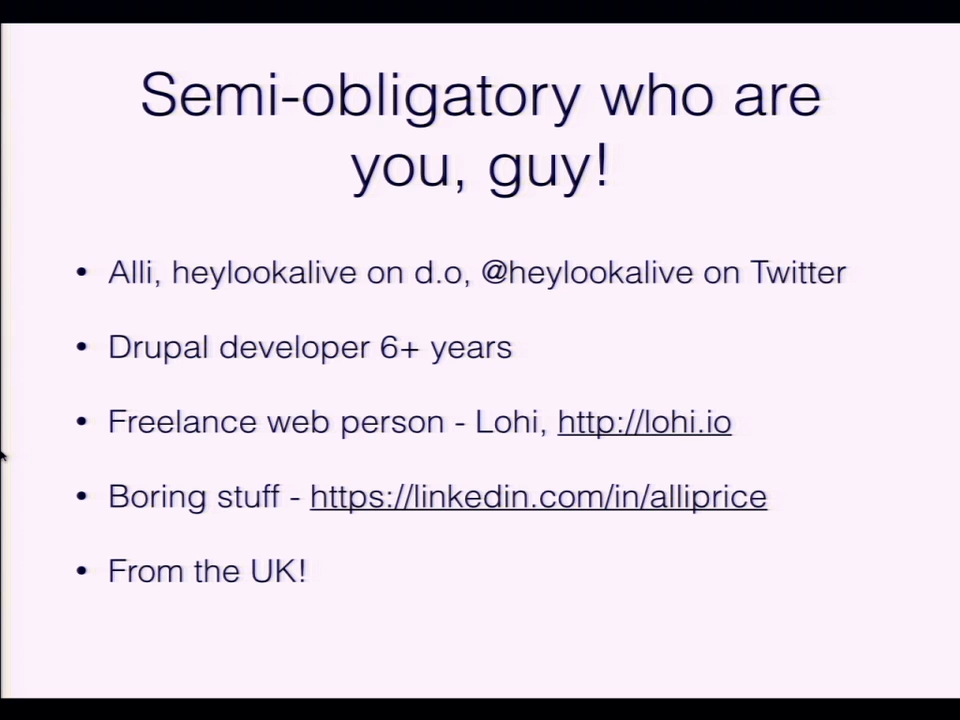 Semi-obligatory who are
you, guy!
• Alli, heylookalive on d.o, @heylookalive on Twitter
• Drupal developer 6+ years
• Freelance web person - Lohi, http://lohi.io
• Boring stuff - https://linkedin.com/in/alliprice
• From the UK!